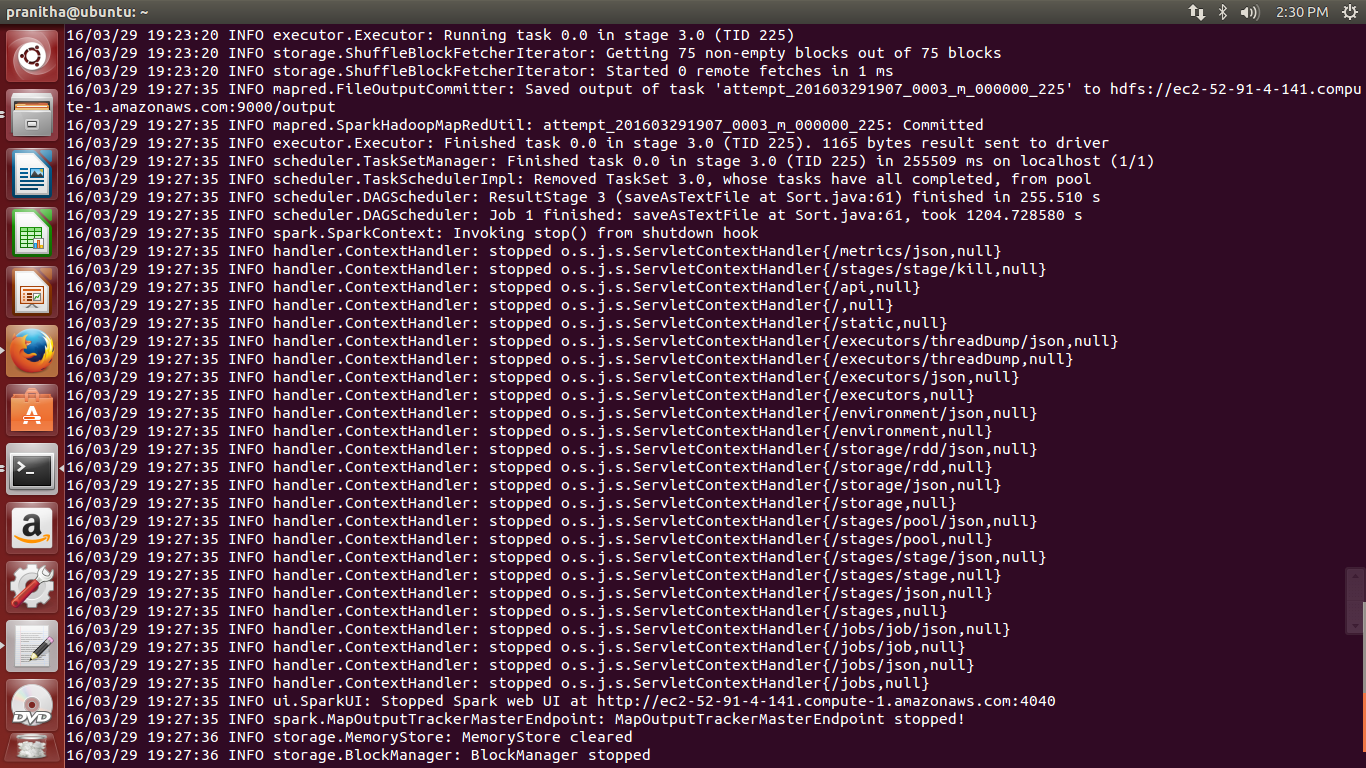 pranitha@ubuntu: ~
2:30 PM
16/03/29 19:23:20 INFO executor.Executor: Running task 0.0 in stage 3.0 (TID 225)
16/03/29 19:23:20 INFO storage.ShuffleBlockFetcherIterator: Getting 75 non-empty blocks out of 75 blocks
16/03/29 19:23:20 INFO storage.ShuffleBlockFetcherIterator: Started 0 remote fetches in 1 ms
16/03/29 19:27:35 INFO mapred.FileOutputCommitter: Saved output of task 'attempt_201603291907_0003_m_000000_225' to hdfs://ec2-52-91-4-141.compu
te-1.amazonaws.com:9000/output
16/03/29 19:27:35 INFO mapred.SparkHadoopMapRedUtil: attempt_201603291907_0003_m_000000_225: Committed
16/03/29 19:27:35 INFO executor.Executor: Finished task 0.0 in stage 3.0 (TID 225). 1165 bytes result sent to driver
16/03/29 19:27:35 INFO scheduler.TaskSetManager: Finished task 0.0 in stage 3.0 (TID 225) in 255509 ms on localhost (1/1)
16/03/29 19:27:35 INFO scheduler.TaskSchedulerImpl: Removed TaskSet 3.0, whose tasks have all completed, from pool
16/03/29 19:27:35 INFO scheduler.DAGScheduler: ResultStage 3 (saveAsTextFile at Sort.java:61) finished in 255.510 s
16/03/29 19:27:35 INFO scheduler.DAGScheduler: Job 1 finished: saveAsTextFile at Sort.java:61, took 1204.728580 s
16/03/29 19:27:35 INFO spark.SparkContext: Invoking stop() from shutdown hook
16/03/29 19:27:35 INFO handler.ContextHandler: stopped o.s.j.s.ServletContextHandler{/metrics/json,null}
16/03/29 19:27:35 INFO handler.ContextHandler: stopped o.s.j.s.ServletContextHandler{/stages/stage/kill,null}
16/03/29 19:27:35 INFO handler.ContextHandler: stopped o.s.j.s.ServletContextHandler{/api,null}
16/03/29 19:27:35 INFO handler.ContextHandler: stopped o.s.j.s.ServletContextHandler{/,null}
16/03/29 19:27:35 INFO handler.ContextHandler: stopped o.s.j.s.ServletContextHandler{/static,null}
16/03/29 19:27:35 INFO handler.ContextHandler: stopped o.s.j.s.ServletContextHandler{/executors/threadDump/json,null}
16/03/29 19:27:35 INFO handler.ContextHandler: stopped o.s.j.s.ServletContextHandler{/executors/threadDump,null}
16/03/29 19:27:35 INFO handler.ContextHandler: stopped o.s.j.s.ServletContextHandler{/executors/json,null}
16/03/29 19:27:35 INFO handler.ContextHandler: stopped o.s.j.s.ServletContextHandler{/executors,null}
16/03/29 19:27:35 INFO handler.ContextHandler: stopped o.s.j.s.ServletContextHandler{/environment/json,null}
16/03/29 19:27:35 INFO handler.ContextHandler: stopped o.s.j.s.ServletContextHandler{/environment,null}
16/03/29 19:27:35 INFO handler.ContextHandler: stopped o.s.j.s.ServletContextHandler{/storage/rdd/json,null}
16/03/29 19:27:35 INFO handler.ContextHandler: stopped o.s.j.s.ServletContextHandler{/storage/rdd,null}
16/03/29 19:27:35 INFO handler.ContextHandler: stopped o.s.j.s.ServletContextHandler{/storage/json,null}
16/03/29 19:27:35 INFO handler.ContextHandler: stopped o.s.j.s.ServletContextHandler{/storage,null}
16/03/29 19:27:35 INFO handler.ContextHandler: stopped o.s.j.s.ServletContextHandler{/stages/pool/json,null}
16/03/29 19:27:35 INFO handler.ContextHandler: stopped o.s.j.s.ServletContextHandler{/stages/pool,null}
16/03/29 19:27:35 INFO handler.ContextHandler: stopped o.s.j.s.ServletContextHandler{/stages/stage/json,null}
16/03/29 19:27:35 INFO handler.ContextHandler: stopped o.s.j.s.ServletContextHandler{/stages/stage,null}
16/03/29 19:27:35 INFO handler.ContextHandler: stopped o.s.j.s.ServletContextHandler{/stages/json,null}
16/03/29 19:27:35 INFO handler.ContextHandler: stopped o.s.j.s.ServletContextHandler{/stages,null}
16/03/29 19:27:35 INFO handler.ContextHandler: stopped o.s.j.s.ServletContextHandler{/jobs/job/json,null}
16/03/29 19:27:35 INFO handler.ContextHandler: stopped o.s.j.s.ServletContextHandler{/jobs/job,null}
16/03/29 19:27:35 INFO handler.ContextHandler: stopped o.s.j.s.ServletContextHandler{/jobs/json,null}
16/03/29 19:27:35 INFO handler.ContextHandler: stopped o.s.j.s.ServletContextHandler{/jobs,null}
16/03/29 19:27:35 INFO ui.SparkUI: Stopped Spark web UI at http://ec2-52-91-4-141.compute-1.amazonaws.com:4040
16/03/29 19:27:35 INFO spark.MapOutputTrackerMasterEndpoint: MapOutputTrackerMasterEndpoint stopped!
16/03/29 19:27:36 INFO storage.MemoryStore: MemoryStore cleared
16/03/29 19:27:36 INFO storage.BlockManager: BlockManager stopped